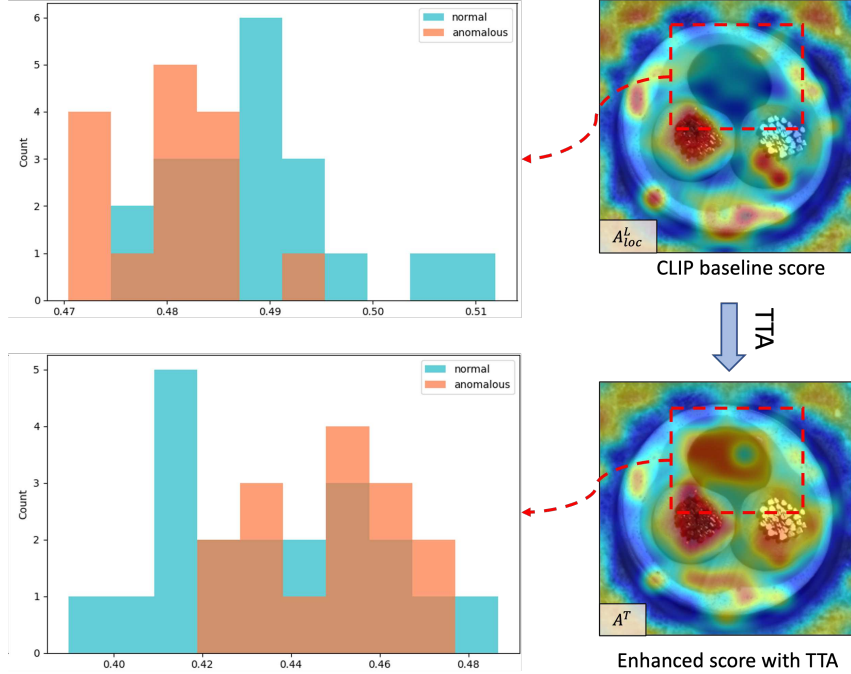 6
5
4
3
2
1
0
Count
normal
anomalous
0.47
0.48
0.49
0.50
0.51
A^L_loc
CLIP baseline score
TTA
5
4
3
2
1
0
Count
normal
anomalous
0.40
0.42
0.44
0.46
0.48
A^T
Enhanced score with TTA